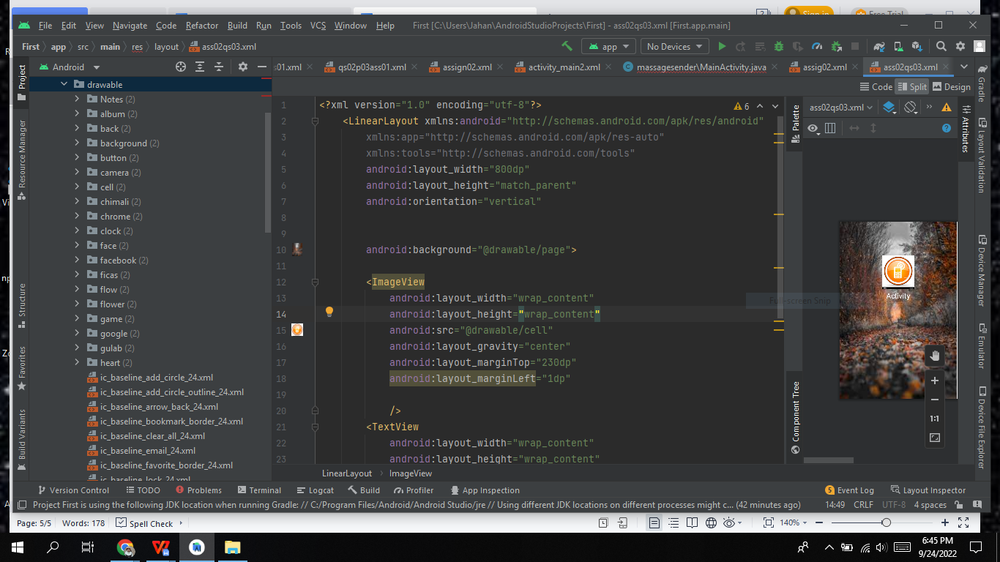 Sign in
Free Trial
File Edit View Navigate Code Refactor Build Run Tools VCS Window Help First [C:\Users\Jahan\AndroidStudioProjects\First] - ass02qs03.xml [First.app.main]
First app src main res layout ass02qs03.xml
app No Devices
Android
s01.xml q02p03ass01.xml assign02.xml activity_main2.xml massagesender\MainActivity.java assig02.xml ass02qs03.xml
Code Split Design
Project
Resource Manager
Structure
Favorites
Build Variants
drawable
Notes (2)
album (2)
back (2)
background (2)
button (2)
camera (2)
cell (2)
chimali (2)
chrome (2)
clock (2)
face (2)
facebook (2)
ficas (2)
flow (2)
flower (2)
game (2)
google (2)
gulab (2)
heart (2)
ic_baseline_add_circle_24.xml
ic_baseline_add_circle_outline_24.xml
ic_baseline_arrow_back_24.xml
ic_baseline_bookmark_border_24.xml
ic_baseline_clear_all_24.xml
ic_baseline_email_24.xml
ic_baseline_favorite_border_24.xml
ic_baseline_lock_24.xml
6
1 <?xml version="1.0" encoding="utf-8"?>
2 <LinearLayout xmlns:android="http://schemas.android.com/apk/res/android"
3 xmlns:app="http://schemas.android.com/apk/res-auto"
4 xmlns:tools="http://schemas.android.com/tools"
5 android:layout_width="800dp"
6 android:layout_height="match_parent"
7 android:orientation="vertical"
8
9
10 android:background="@drawable/page">
11
12 <ImageView
13 android:layout_width="wrap_content"
14 android:layout_height="wrap_content"
15 android:src="@drawable/cell"
16 android:layout_gravity="center"
17 android:layout_marginTop="230dp"
18 android:layout_marginLeft="1dp"
19
20 />
21 <TextView
22 android:layout_width="wrap_content"
23 android:layout_height="wrap_content"
LinearLayout ImageView
Palette
Component Tree
ass02qs03.xml
Attributes
Activity
Full-screen Snip
1:1
Gradle
Layout Validation
Device Manager
Emulator
Device File Explorer
Version Control TODO Problems Terminal Logcat Build Profiler App Inspection 5 Event Log Layout Inspector
Project First is using the following JDK location when running Gradle: // C:/Program Files/Android/Android Studio/jre // Using different JDK locations on different processes might c... (42 minutes ago) 14:49 CRLF UTF-8 4 spaces
Page: 5/5 Words: 178 Spell Check 140%
6:45 PM
9/24/2022